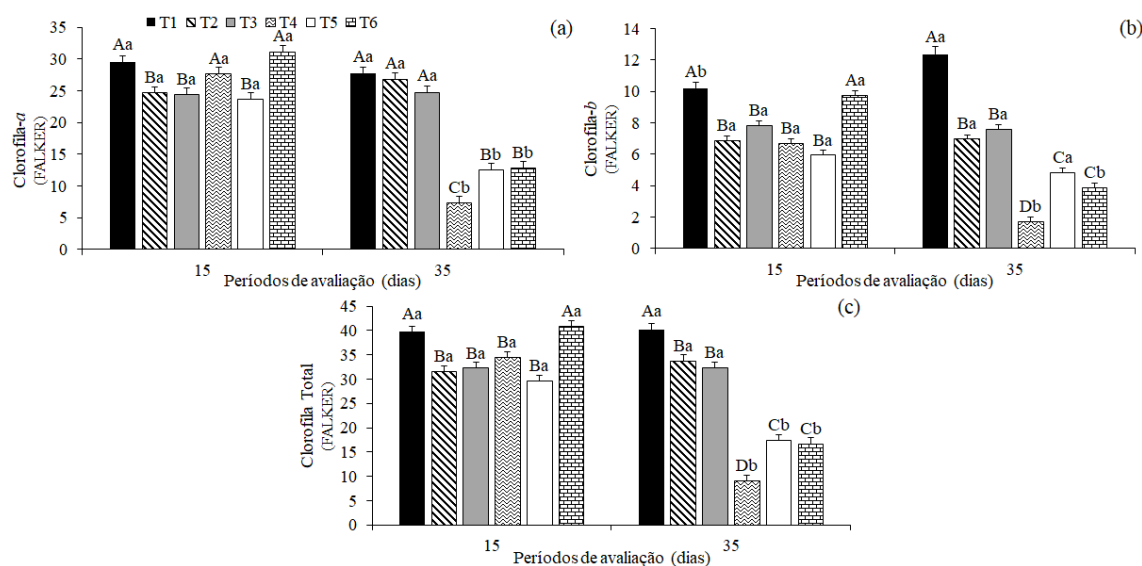 T1 T2 T3 T4 T5 T6
(a)
Clorofila-a
(FALKER)
35
30
25
20
15
10
5
0
Aa Ba Ba Aa Ba Aa
Aa Aa Aa Cb Bb Bb
15 35
Períodos de avaliação (dias)
(b)
Clorofila-b
(FALKER)
14
12
10
8
6
4
2
0
Ab Ba Ba Ba Ba Aa
Aa Ba Ba Db Ca Cb
15 35
Períodos de avaliação (dias)
(c)
Clorofila Total
(FALKER)
45
40
35
30
25
20
15
10
5
0
Aa Ba Ba Ba Ba Aa
Aa Ba Ba Db Cb Cb
15 35
Períodos de avaliação (dias)